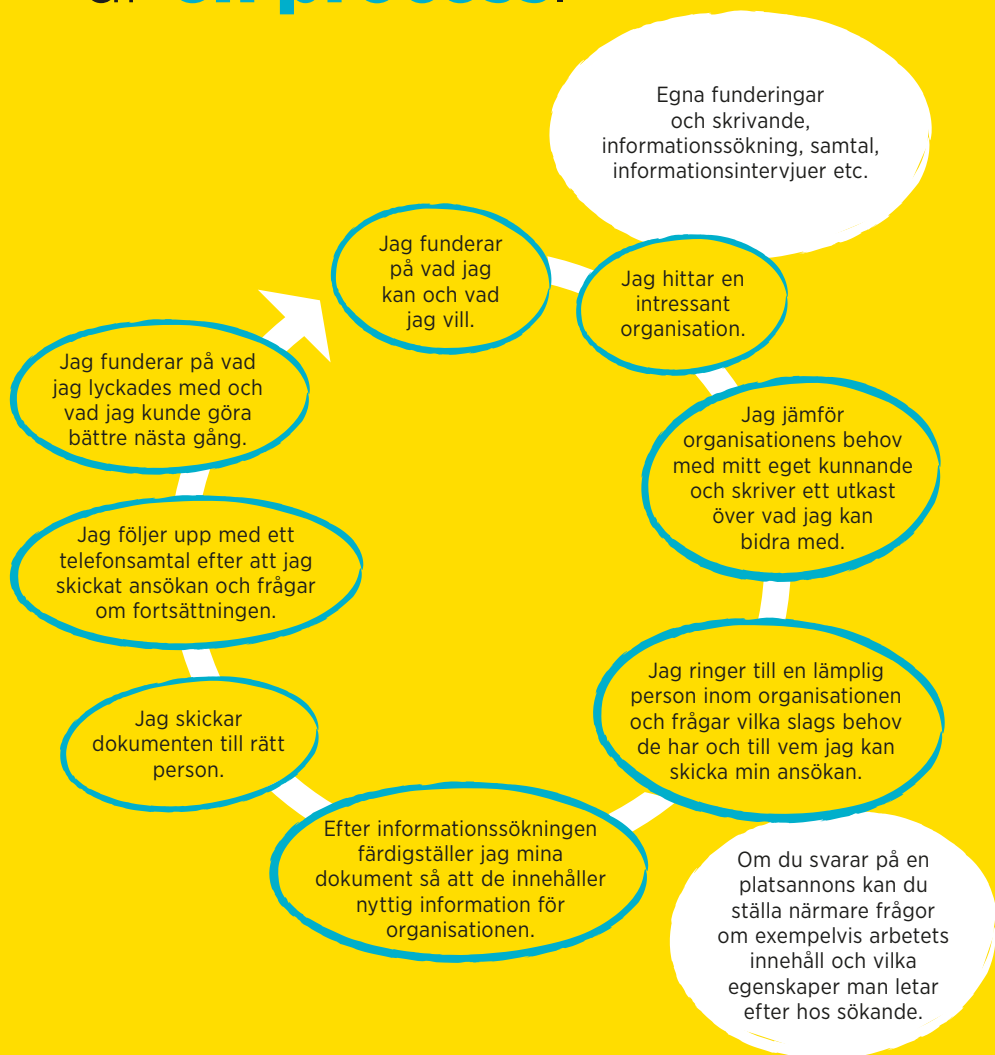 är en process.
Egna funderingar
och skrivande,
informationssökning, samtal,
informationsintervjuer etc.
Jag funderar
på vad jag
kan och vad
jag vill.
Jag hittar en
intressant
organisation.
Jag jämför
organisationens behov
med mitt eget kunnande
och skriver ett utkast
över vad jag kan
bidra med.
Jag ringer till en lämplig
person inom organisationen
och frågar vilka slags behov
de har och till vem jag kan
skicka min ansökan.
Om du svarar på en
platsannons kan du
ställa närmare frågor
om exempelvis arbetets
innehåll och vilka
egenskaper man letar
efter hos sökande.
Efter informationssökningen
färdigställer jag mina
dokument så att de innehåller
nyttig information för
organisationen.
Jag skickar
dokumenten till rätt
person.
Jag följer upp med ett
telefonsamtal efter att jag
skickat ansökan och frågar
om fortsättningen.
Jag funderar på vad
jag lyckades med och
vad jag kunde göra
bättre nästa gång.